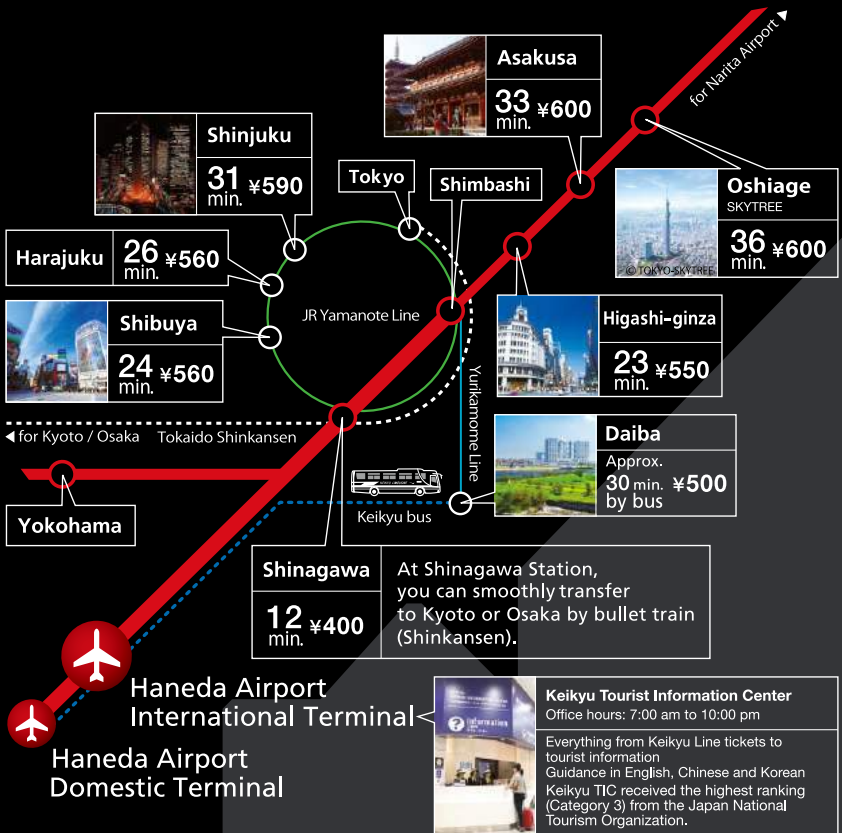 for Narita Airport ▶
Asakusa
33 min. ¥600
Shinjuku
31 min. ¥590
Tokyo
Shimbashi
Oshiage
SKYTREE
36 min. ¥600
© TOKYO-SKYTREE
Harajuku
26 min. ¥560
JR Yamanote Line
Shibuya
24 min. ¥560
Higashi-ginza
23 min. ¥550
Yurikamome Line
◀ for Kyoto / Osaka
Tokaido Shinkansen
Daiba
Approx.
30 min. ¥500
by bus
Keikyu bus
Yokohama
Shinagawa
12 min. ¥400
At Shinagawa Station,
you can smoothly transfer
to Kyoto or Osaka by bullet train
(Shinkansen).
Haneda Airport
International Terminal
Haneda Airport
Domestic Terminal
Information
Keikyu Tourist Information Center
Office hours: 7:00 am to 10:00 pm
Everything from Keikyu Line tickets to
tourist information
Guidance in English, Chinese and Korean
Keikyu TIC received the highest ranking
(Category 3) from the Japan National
Tourism Organization.